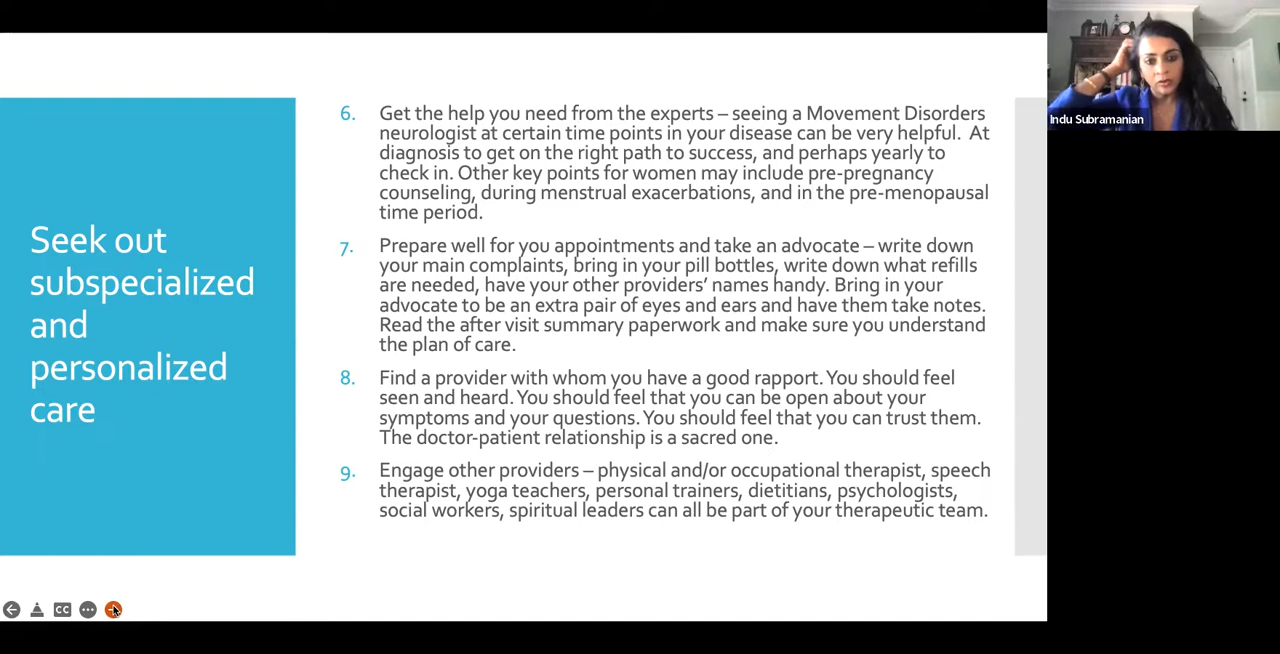 Seek out
subspecialized
and
personalized
care
6. Get the help you need from the experts – seeing a Movement Disorders
neurologist at certain time points in your disease can be very helpful.  At
diagnosis to get on the right path to success, and perhaps yearly to
check in. Other key points for women may include pre-pregnancy
counseling, during menstrual exacerbations, and in the pre-menopausal
time period.
7. Prepare well for you appointments and take an advocate – write down
your main complaints, bring in your pill bottles, write down what refills
are needed, have your other providers’ names handy. Bring in your
advocate to be an extra pair of eyes and ears and have them take notes.
Read the after visit summary paperwork and make sure you understand
the plan of care.
8. Find a provider with whom you have a good rapport. You should feel
seen and heard. You should feel that you can be open about your
symptoms and your questions. You should feel that you can trust them.
The doctor-patient relationship is a sacred one.
9. Engage other providers – physical and/or occupational therapist, speech
therapist, yoga teachers, personal trainers, dietitians, psychologists,
social workers, spiritual leaders can all be part of your therapeutic team.
Indu Subramanian
CC